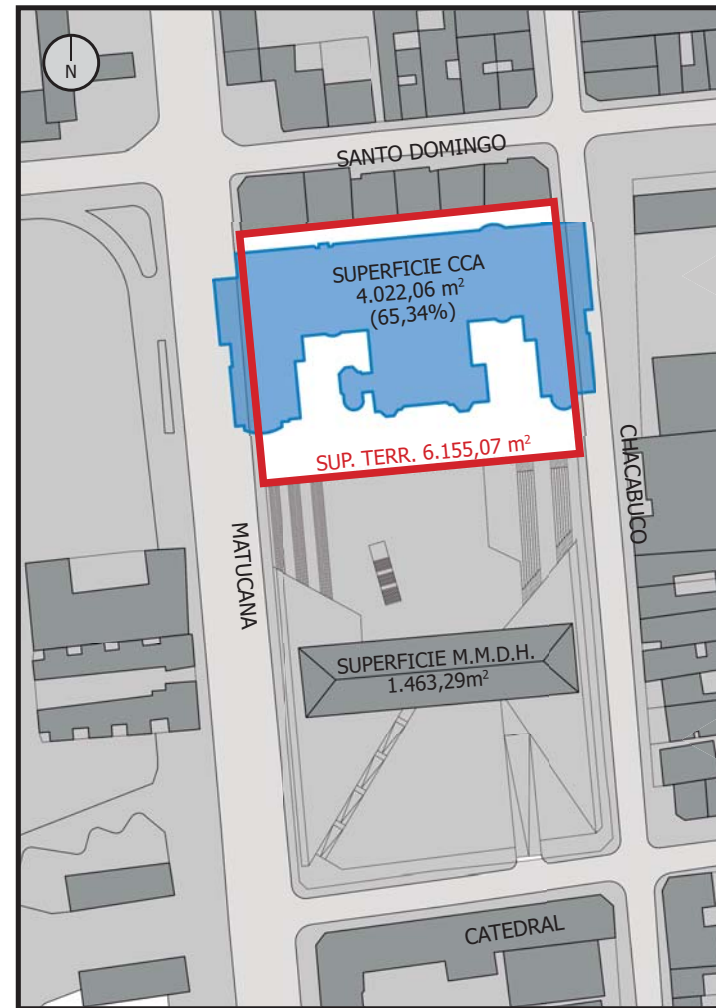 N
SANTO DOMINGO
SUPERFICIE CCA
4.022,06 m²
(65,34%)
SUP. TERR. 6.155,07 m²
CHACABUCO
MATUCANA
SUPERFICIE M.M.D.H.
1.463,29m²
CATEDRAL